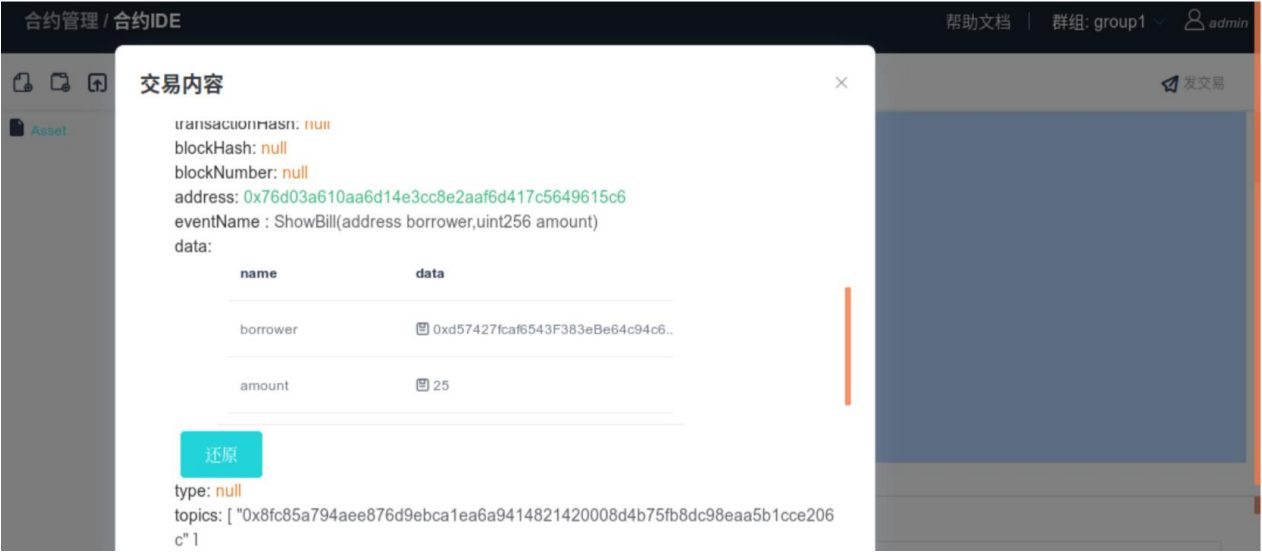 合约管理 / 合约IDE
帮助文档
群组: group1
admin
交易内容
发交易
Asset
transactionHash: null
blockHash: null
blockNumber: null
address: 0x76d03a610aa6d14e3cc8e2aaf6d417c5649615c6
eventName : ShowBill(address borrower,uint256 amount)
data:
name data
borrower 0xd57427fcaf6543F383eBe64c94c6..
amount 25
还原
type: null
topics: [ "0x8fc85a794aee876d9ebca1ea6a9414821420008d4b75fb8dc98eaa5b1cce206
c" ]